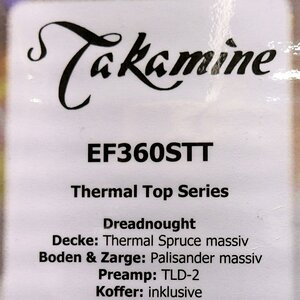 Takamine
EF360STT
Thermal Top Series
Dreadnought
Decke: Thermal Spruce massiv
Boden & Zarge: Palisander massiv
Preamp: TLD-2
Koffer: inklusive